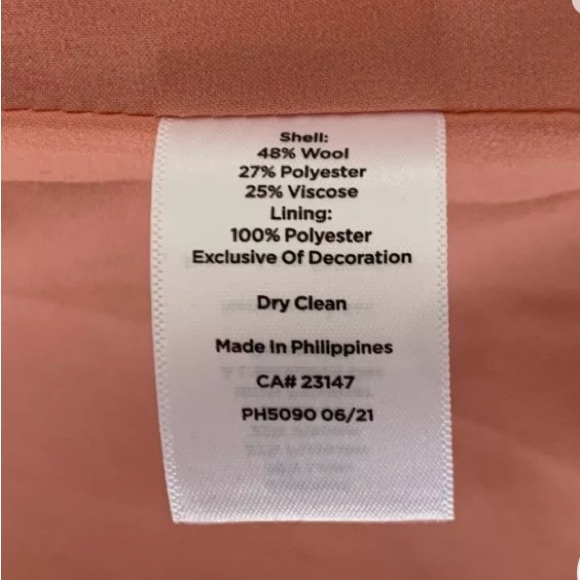 Shell:
48% Wool
27% Polyester
25% Viscose
Lining:
100% Polyester
Exclusive Of Decoration
Dry Clean
Made In Philippines
CA# 23147
PH5090 06/21